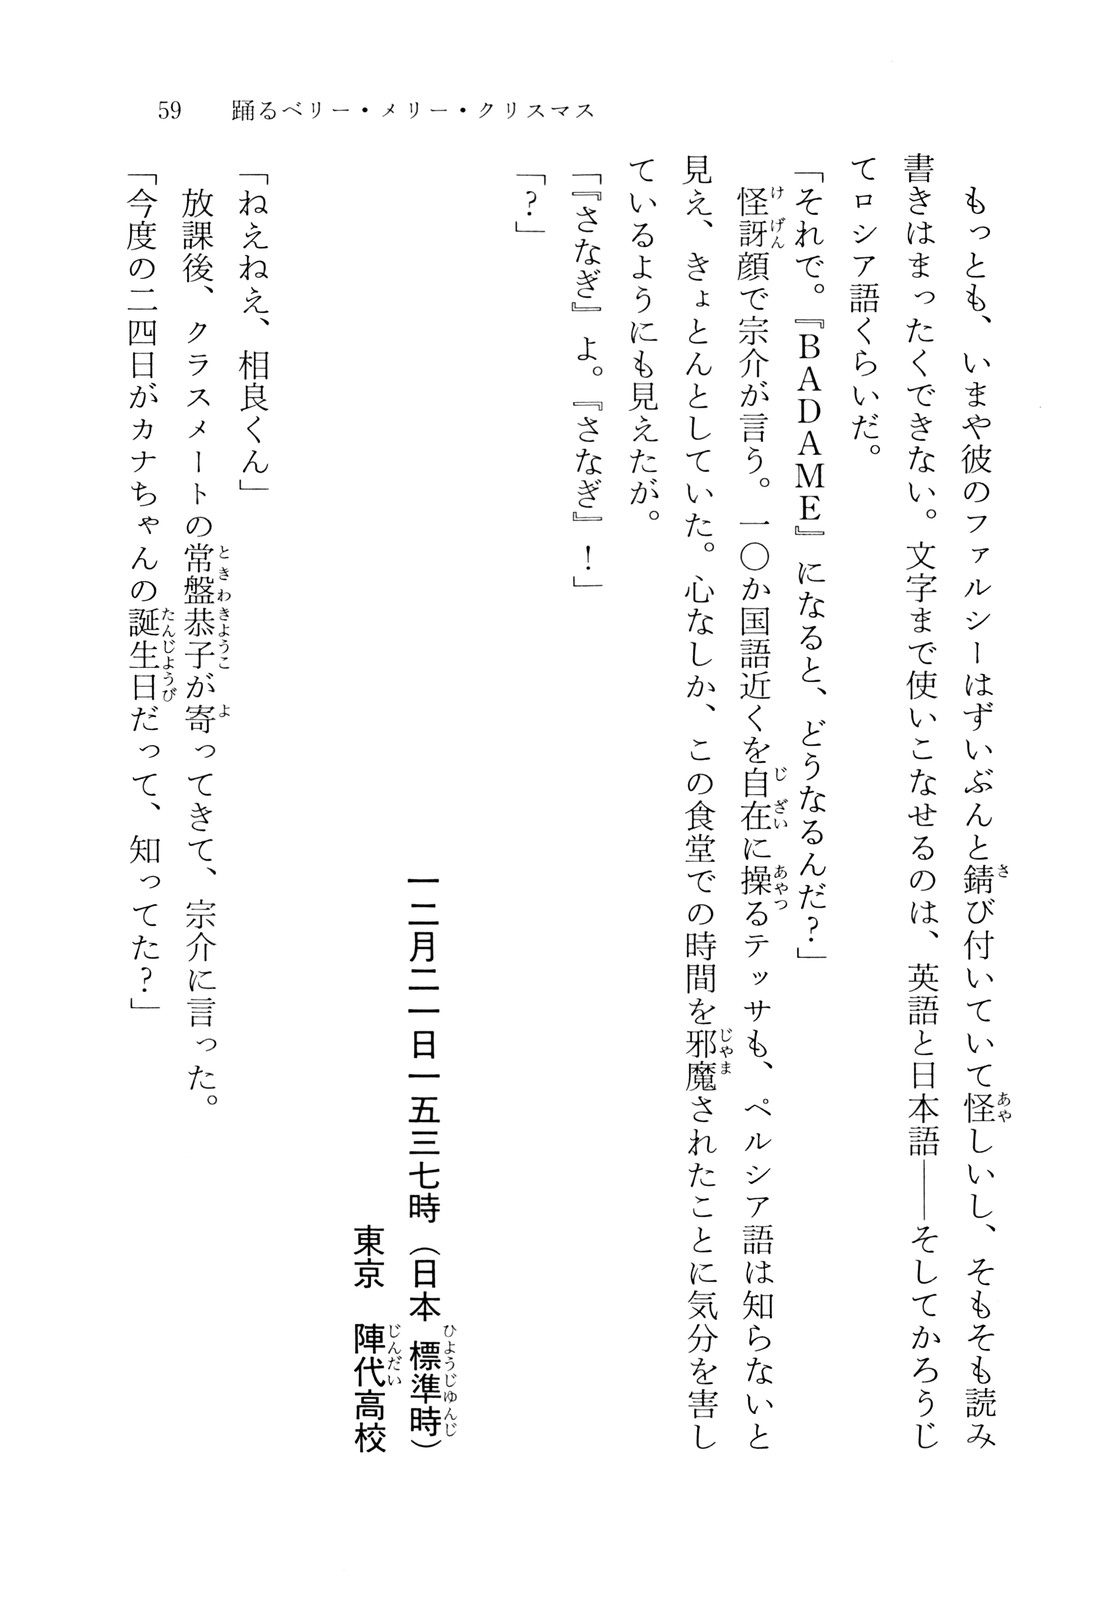 59　踊るベリー・メリー・クリスマス
　もっとも、いまや彼のファルシーはずいぶんと錆び付いていて怪しいし、そもそも読み
書きはまったくできない。文字まで使いこなせるのは、英語と日本語――そしてかろうじ
てロシア語くらいだ。
「それで。『BADAME』になると、どうなるんだ？」
　怪訝顔で宗介が言う。一〇か国語近くを自在に操るテッサも、ペルシア語は知らないと
見え、きょとんとしていた。心なしか、この食堂での時間を邪魔されたことに気分を害し
ているようにも見えたが。
「『さなぎ』よ。『さなぎ』！」
「？」
一二月二一日一五三七時（日本標準時）
東京　陣代高校
「ねえねえ、相良くん」
　放課後、クラスメートの常盤恭子が寄ってきて、宗介に言った。
「今度の二四日がカナちゃんの誕生日だって、知ってた？」